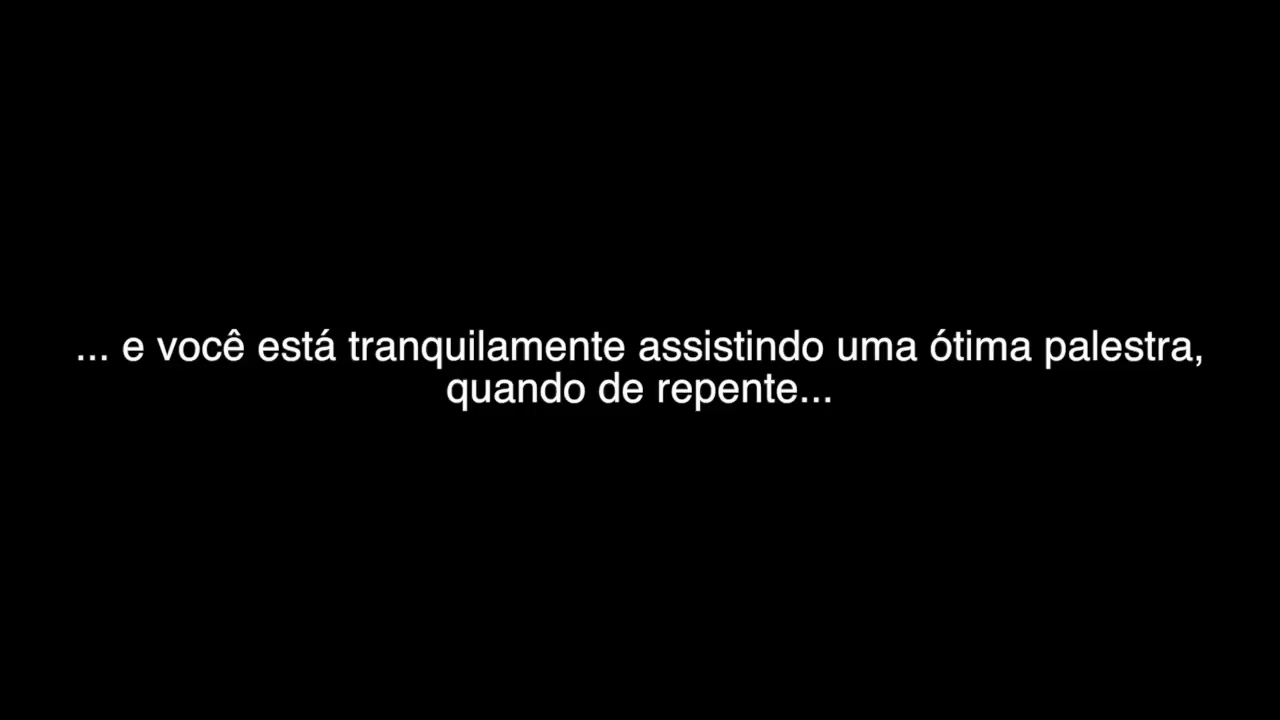 ... e você está tranquilamente assistindo uma ótima palestra,
quando de repente...